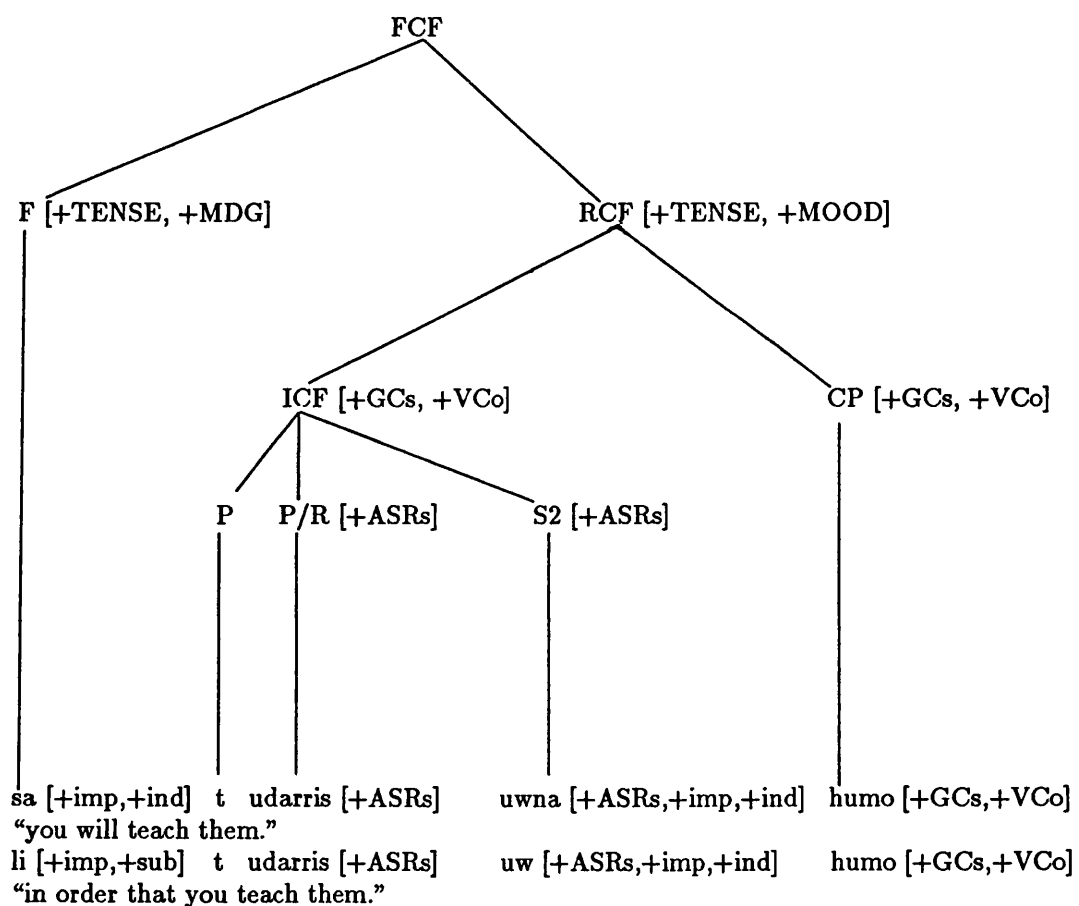 FCF
F [+TENSE, +MDG] RCF [+TENSE, +MOOD]
ICF [+GCs, +VCo] CP [+GCs, +VCo]
P P/R [+ASRs] S2 [+ASRs]
sa [+imp,+ind] t udarris [+ASRs] uwna [+ASRs,+imp,+ind] humo [+GCs,+VCo]
"you will teach them."
li [+imp,+sub] t udarris [+ASRs] uw [+ASRs,+imp,+ind] humo [+GCs,+VCo]
"in order that you teach them."